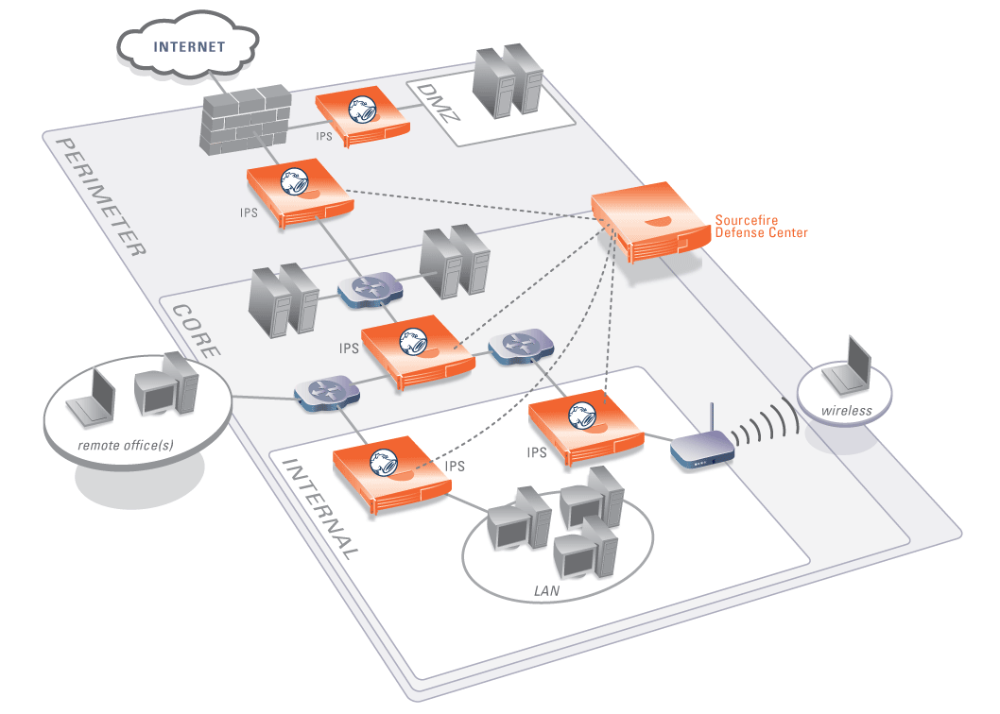 INTERNET
DMZ
IPS
PERIMETER
IPS
Sourcefire
Defense Center
CORE
IPS
remote office(s)
wireless
INTERNAL
IPS
IPS
LAN